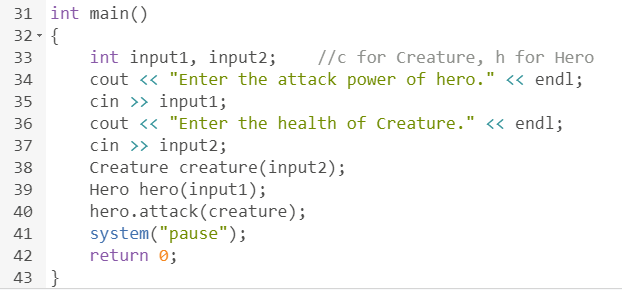 31 int main()
32 {
33     int input1, input2;    //c for Creature, h for Hero
34     cout << "Enter the attack power of hero." << endl;
35     cin >> input1;
36     cout << "Enter the health of Creature." << endl;
37     cin >> input2;
38     Creature creature(input2);
39     Hero hero(input1);
40     hero.attack(creature);
41     system("pause");
42     return 0;
43 }